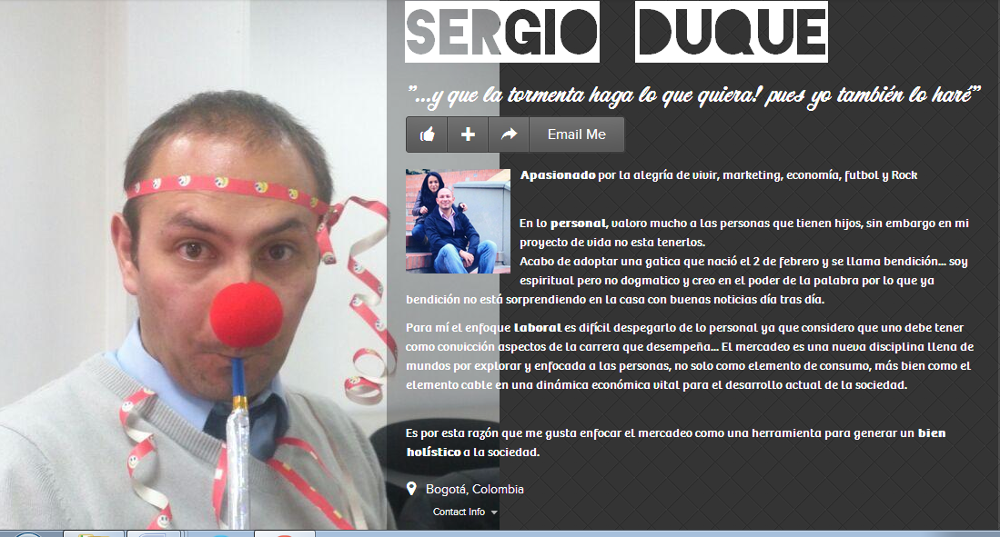 SERGIO DUQUE
"...y que la tormenta haga lo que quiera! pues yo también lo haré"
Email Me
Apasionado por la alegría de vivir, marketing, economía, futbol y Rock
En lo personal, valoro mucho a las personas que tienen hijos, sin embargo en mi
proyecto de vida no esta tenerlos.
Acabo de adoptar una gatica que nació el 2 de febrero y se llama bendición... soy
espiritual pero no dogmatico y creo en el poder de la palabra por lo que ya
bendición no está sorprendiendo en la casa con buenas noticias día tras día.
Para mí el enfoque laboral es difícil despegarlo de lo personal ya que considero que uno debe tener
como convicción aspectos de la carrera que desempeña... El mercadeo es una nueva disciplina llena de
mundos por explorar y enfocada a las personas, no solo como elemento de consumo, más bien como el
elemento cable en una dinámica económica vital para el desarrollo actual de la sociedad.
Es por esta razón que me gusta enfocar el mercadeo como una herramienta para generar un bien
holístico a la sociedad.
Bogotá, Colombia
Contact Info